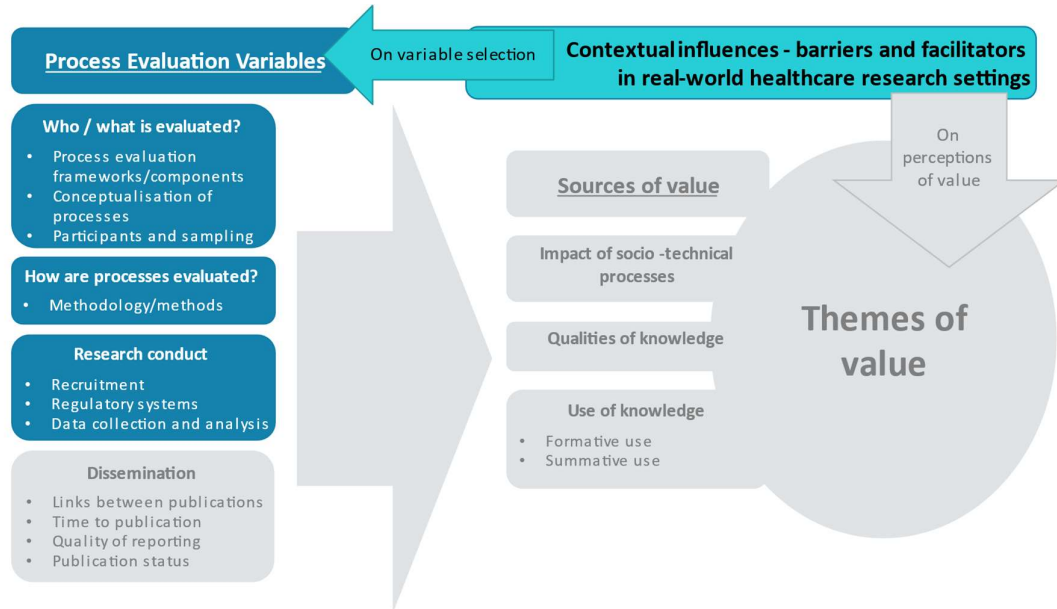 Process Evaluation Variables
On variable selection
Contextual influences - barriers and facilitators
in real-world healthcare research settings
Who / what is evaluated?
• Process evaluation
frameworks/components
• Conceptualisation of
processes
• Participants and sampling
How are processes evaluated?
• Methodology/methods
Research conduct
• Recruitment
• Regulatory systems
• Data collection and analysis
Dissemination
• Links between publications
• Time to publication
• Quality of reporting
• Publication status
Sources of value
Impact of socio -technical
processes
Qualities of knowledge
Use of knowledge
• Formative use
• Summative use
On
perceptions
of value
Themes of
value